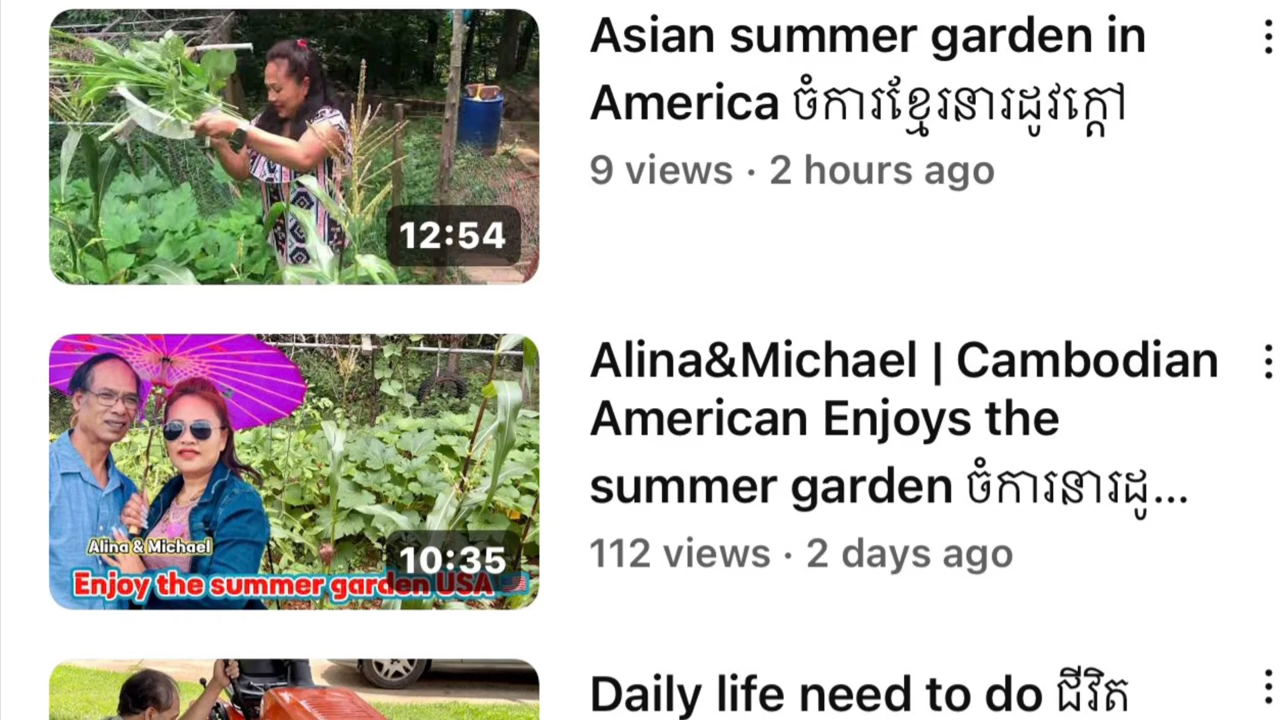 Asian summer garden in
America ចំការខ្មែរនារដូវក្តៅ
9 views · 2 hours ago
12:54
Alina&Michael | Cambodian
American Enjoys the
summer garden ចំការនារដូ...
112 views · 2 days ago
Alina & Michael
10:35
Enjoy the summer garden USA
Daily life need to do ជីវិត